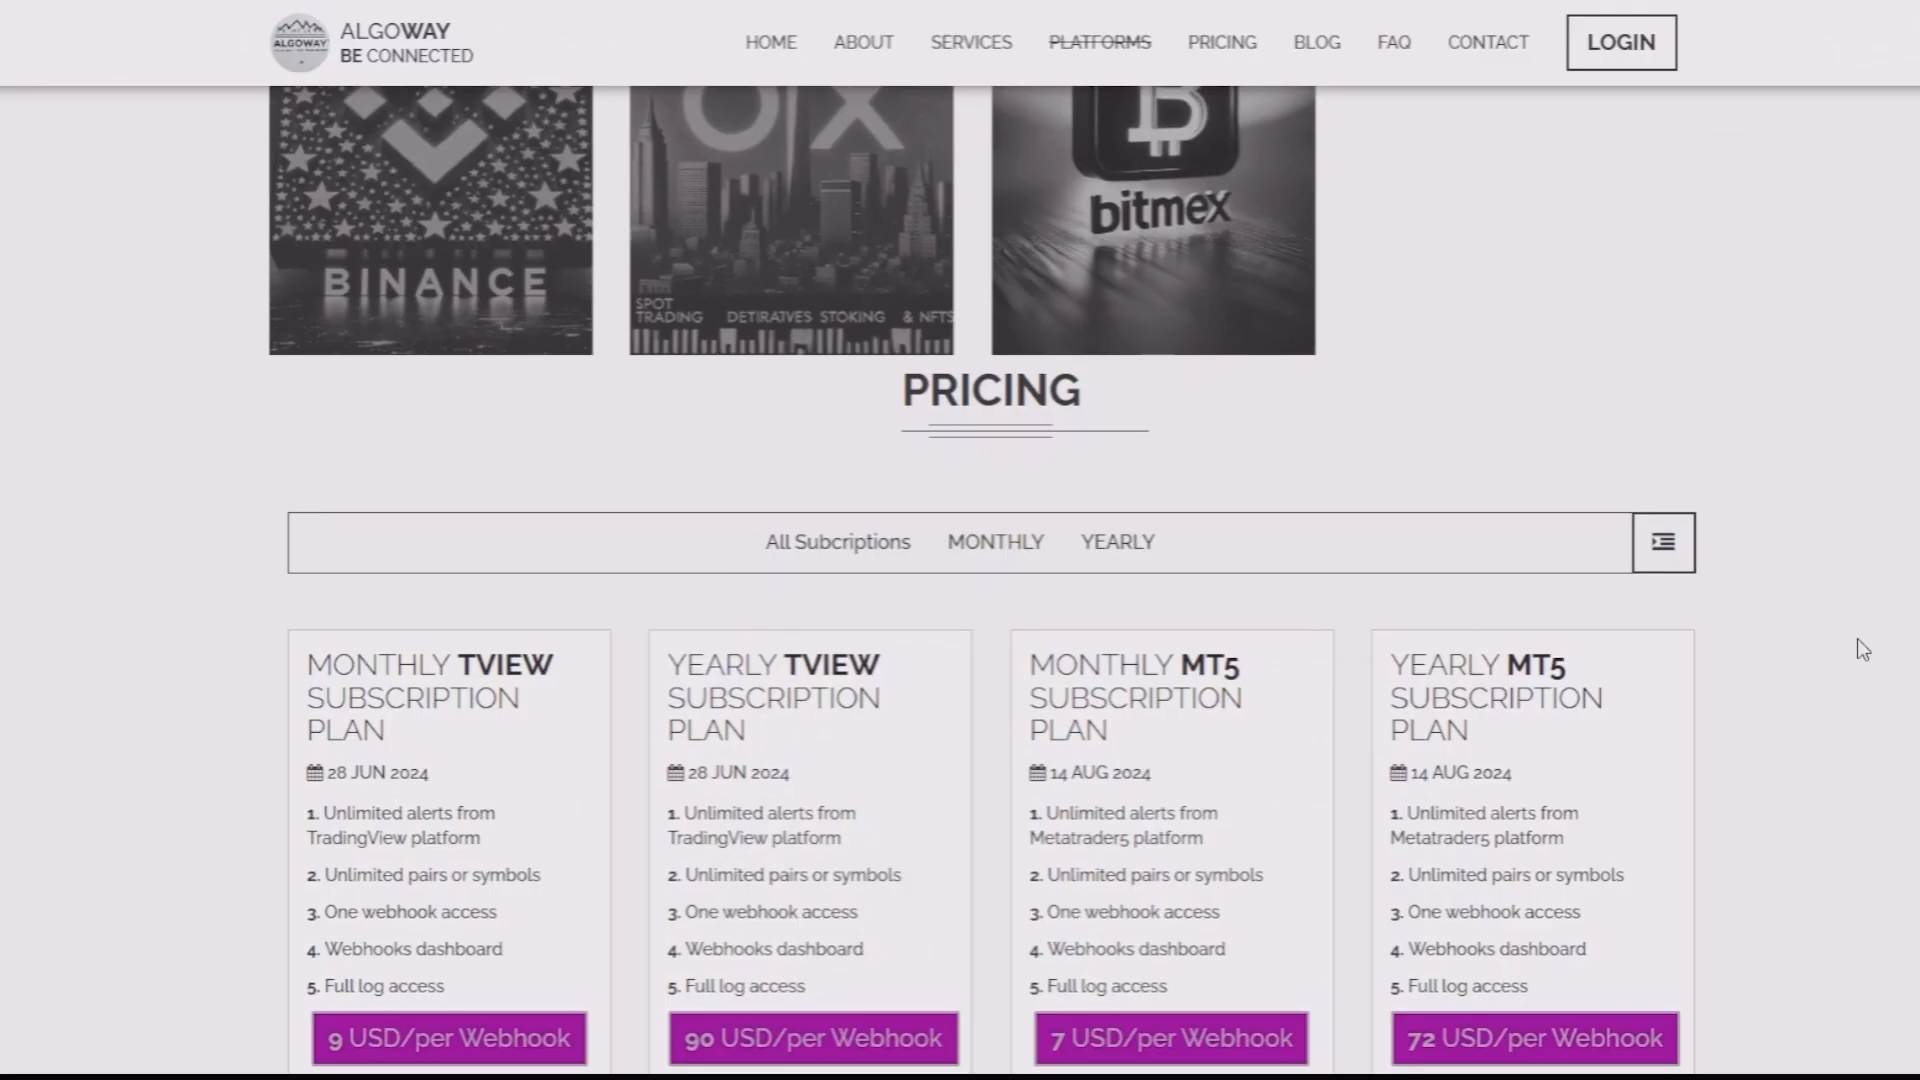 ALGOWAY
BE CONNECTED
ALGOWAY
HOME ABOUT SERVICES PLATFORMS PRICING BLOG FAQ CONTACT LOGIN
BINANCE
SPOT
TRADING DETIRATVES STOKING & NFTS
B
bitmex
PRICING
All Subcriptions MONTHLY YEARLY
MONTHLY TVIEW
SUBSCRIPTION
PLAN
28 JUN 2024
1. Unlimited alerts from
TradingView platform
2. Unlimited pairs or symbols
3. One webhook access
4. Webhooks dashboard
5. Full log access
9 USD/per Webhook
YEARLY TVIEW
SUBSCRIPTION
PLAN
28 JUN 2024
1. Unlimited alerts from
TradingView platform
2. Unlimited pairs or symbols
3. One webhook access
4. Webhooks dashboard
5. Full log access
90 USD/per Webhook
MONTHLY MT5
SUBSCRIPTION
PLAN
14 AUG 2024
1. Unlimited alerts from
Metatrader5 platform
2. Unlimited pairs or symbols
3. One webhook access
4. Webhooks dashboard
5. Full log access
7 USD/per Webhook
YEARLY MT5
SUBSCRIPTION
PLAN
14 AUG 2024
1. Unlimited alerts from
Metatrader5 platform
2. Unlimited pairs or symbols
3. One webhook access
4. Webhooks dashboard
5. Full log access
72 USD/per Webhook